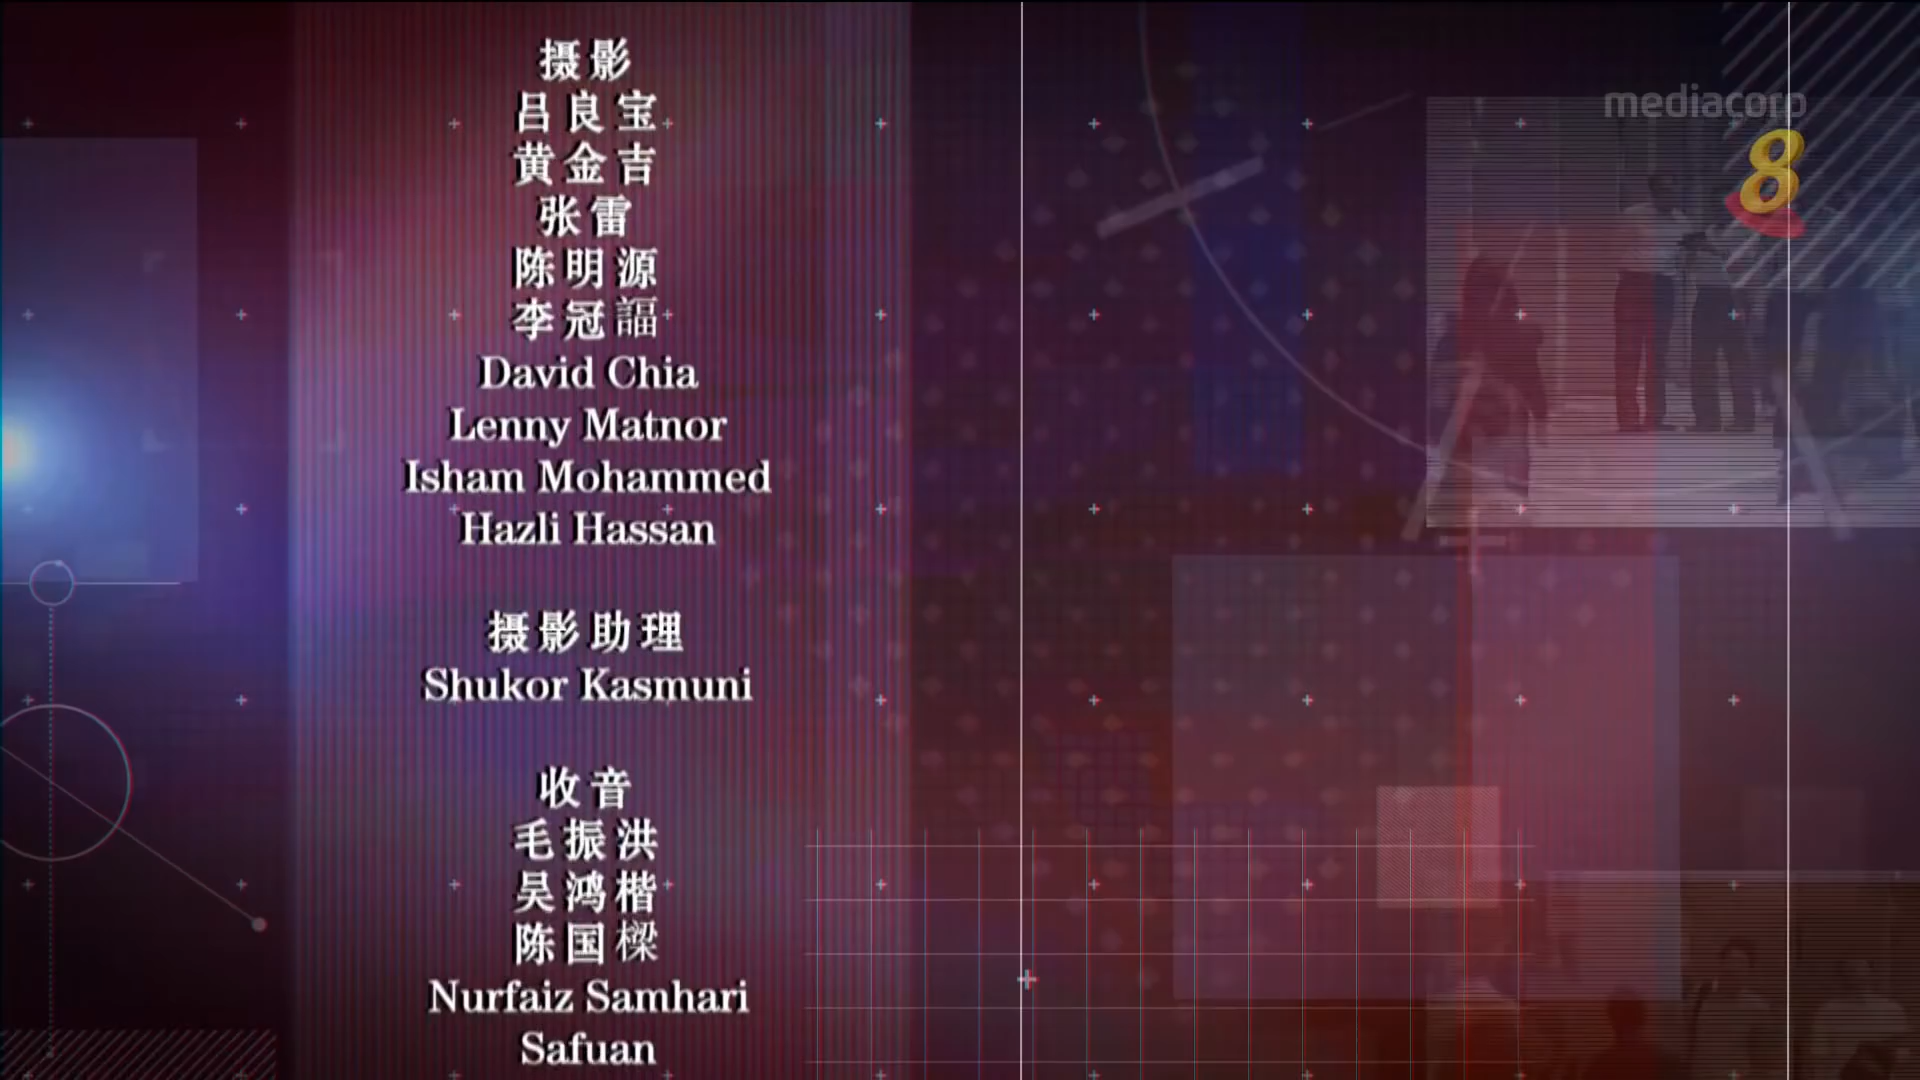 摄影
吕良宝
黄金吉
张雷
陈明源
李冠諨
David Chia
Lenny Matnor
Isham Mohammed
Hazli Hassan
摄影助理
Shukor Kasmuni
收音
毛振洪
吴鸿楷
陈国樑
Nurfaiz Samhari
Safuan
mediacorp
8